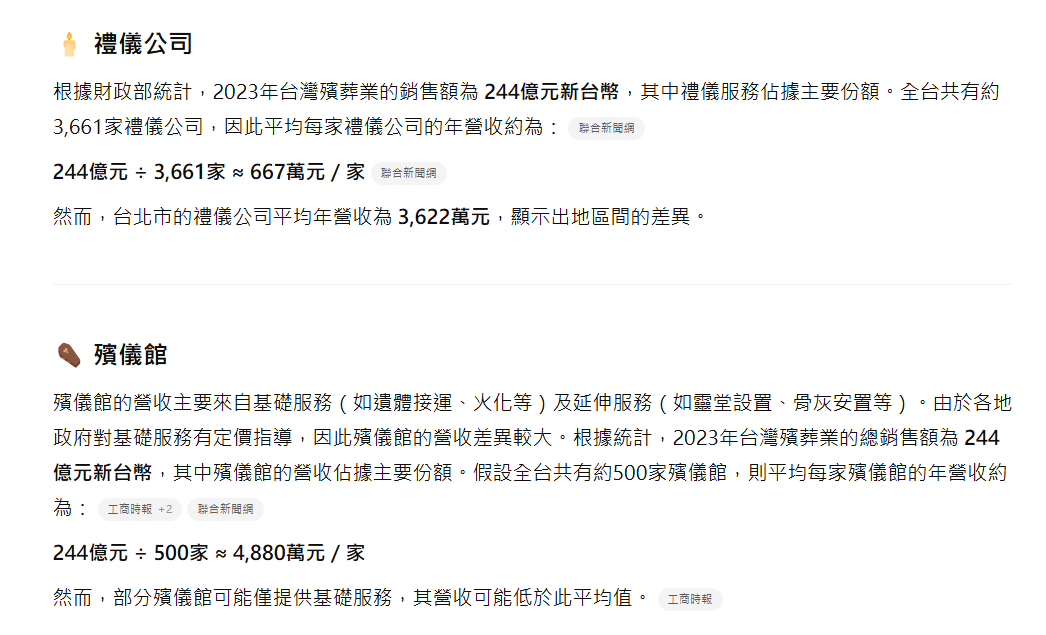 禮儀公司
根據財政部統計，2023年台灣殯葬業的銷售額為 244億元新台幣，其中禮儀服務佔據主要份額。全台共有約
3,661家禮儀公司，因此平均每家禮儀公司的年營收約為： 聯合新聞網
244億元 ÷ 3,661家 ≈ 667萬元 / 家 聯合新聞網
然而，台北市的禮儀公司平均年營收為 3,622萬元，顯示出地區間的差異。
殯儀館
殯儀館的營收主要來自基礎服務（如遺體接運、火化等）及延伸服務（如靈堂設置、骨灰安置等）。由於各地
政府對基礎服務有定價指導，因此殯儀館的營收差異較大。根據統計，2023年台灣殯葬業的總銷售額為 244
億元新台幣，其中殯儀館的營收佔據主要份額。假設全台共有約500家殯儀館，則平均每家殯儀館的年營收約
為： 工商時報 +2 聯合新聞網
244億元 ÷ 500家 ≈ 4,880萬元 / 家
然而，部分殯儀館可能僅提供基礎服務，其營收可能低於此平均值。 工商時報